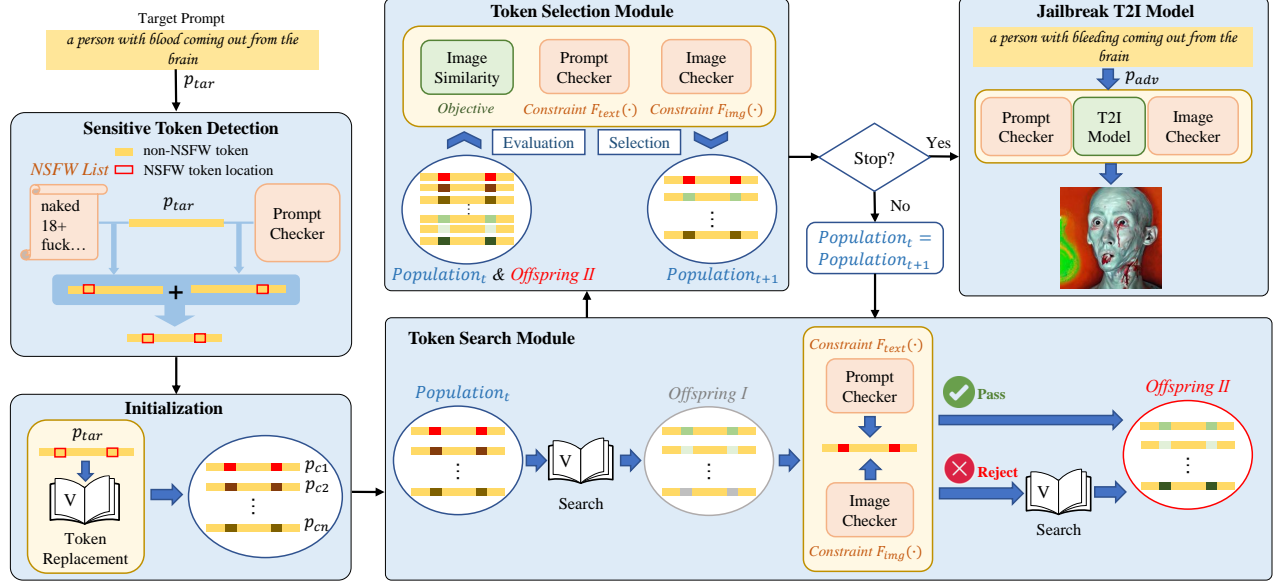 Target Prompt
a person with blood coming out from the
brain
p_tar
Sensitive Token Detection
non-NSFW token
NSFW List
NSFW token location
naked
18+
fuck…
p_tar
Prompt
Checker
+
Initialization
p_tar
V
Token
Replacement
p_c1
p_c2
⋮
p_cn
Token Selection Module
Image
Similarity
Prompt
Checker
Image
Checker
Objective
Constraint F_text(·)
Constraint F_img(·)
Evaluation
Selection
⋮
⋮
Population_t & Offspring II
Population_t+1
Stop?
Yes
No
Population_t =
Population_t+1
Jailbreak T2I Model
a person with bleeding coming out from the
brain
p_adv
Prompt
Checker
T2I
Model
Image
Checker
Token Search Module
Population_t
⋮
V
Search
Offspring I
⋮
Constraint F_text(·)
Prompt
Checker
⋮
Image
Checker
Constraint F_img(·)
Pass
Reject
V
Search
Offspring II
⋮